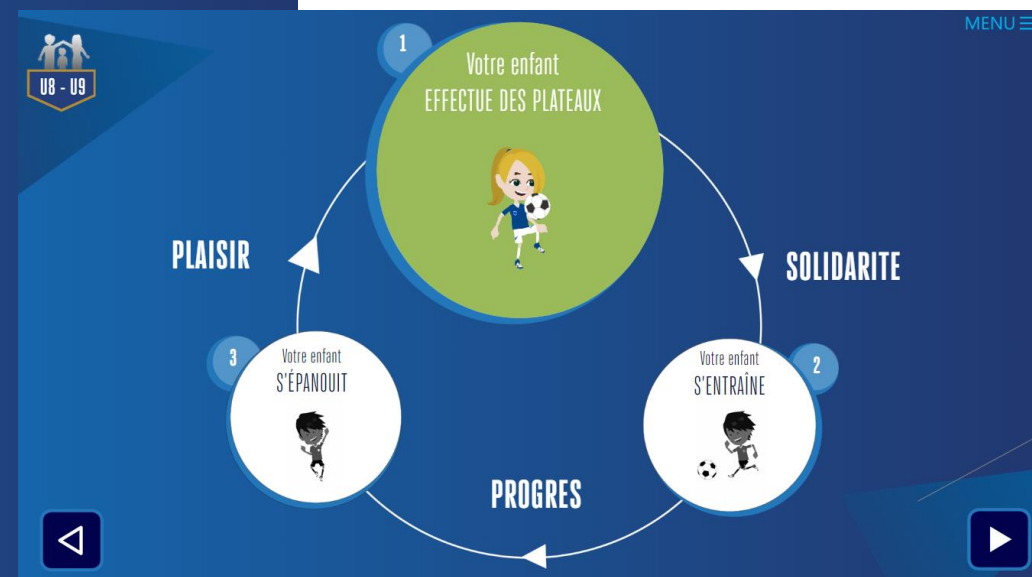 MENU
U8 - U9
1
Votre enfant
EFFECTUE DES PLATEAUX
PLAISIR
SOLIDARITE
3
Votre enfant
S'ÉPANOUIT
Votre enfant
S'ENTRAÎNE
2
PROGRES